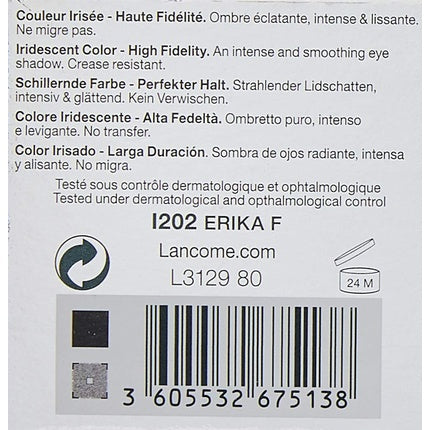 Couleur Irisée - Haute Fidélité. Ombre éclatante, intense & lissante.
Ne migre pas.
Iridescent Color - High Fidelity. An intense and smoothing eye
shadow. Crease resistant.
Schillernde Farbe - Perfekter Halt. Strahlender Lidschatten,
intensiv & glättend. Kein Verwischen.
Colore Iridescente - Alta Fedeltà. Ombretto puro, intenso
e levigante. No transfer.
Color Irisado - Larga Duración. Sombra de ojos radiante, intensa
y alisante. No migra.
Testé sous contrôle dermatologique et ophtalmologique
Tested under dermatological and ophthalmological control
I202 ERIKA F
Lancome.com
L3129 80
24 M
3 605532 675138